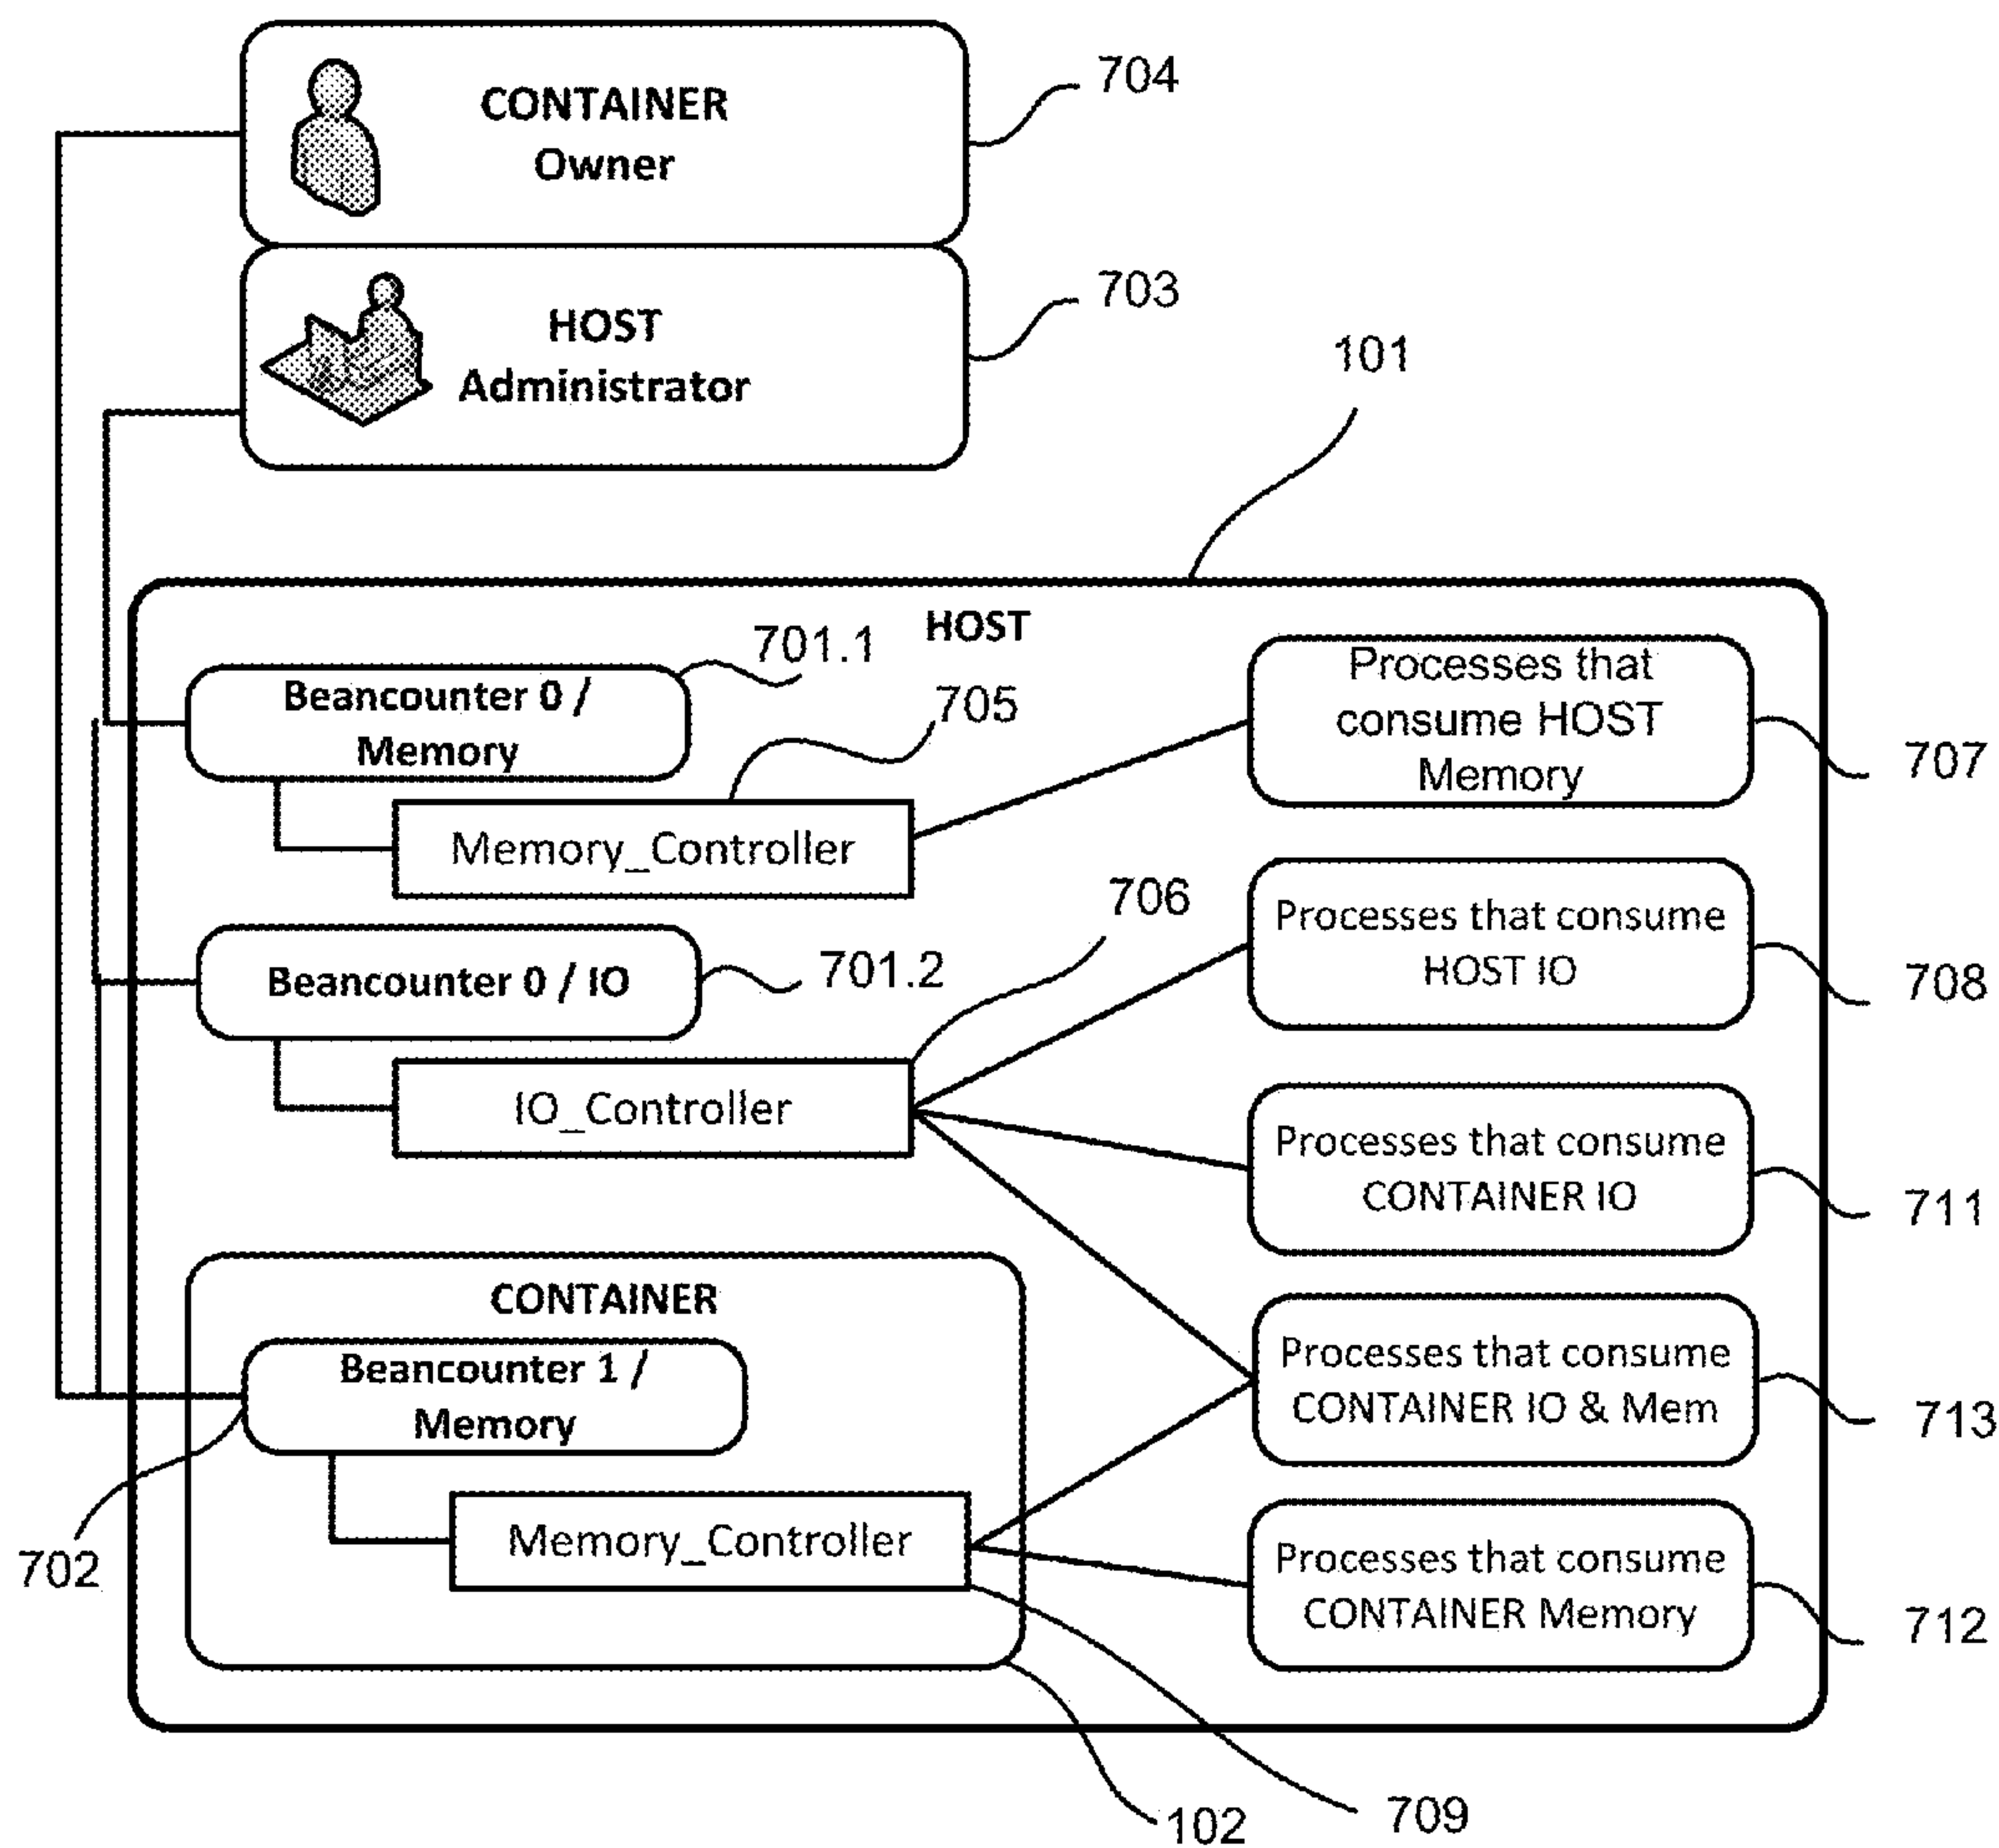 CONTAINER
Owner
704
HOST
Administrator
703
101
HOST
701.1
Beancounter 0 /
Memory
705
Memory_Controller
Processes that
consume HOST
Memory
707
706
Beancounter 0 / IO
701.2
IO_Controller
Processes that consume
HOST IO
708
Processes that consume
CONTAINER IO
711
CONTAINER
Beancounter 1 /
Memory
702
Memory_Controller
Processes that consume
CONTAINER IO & Mem
713
Processes that consume
CONTAINER Memory
712
102
709